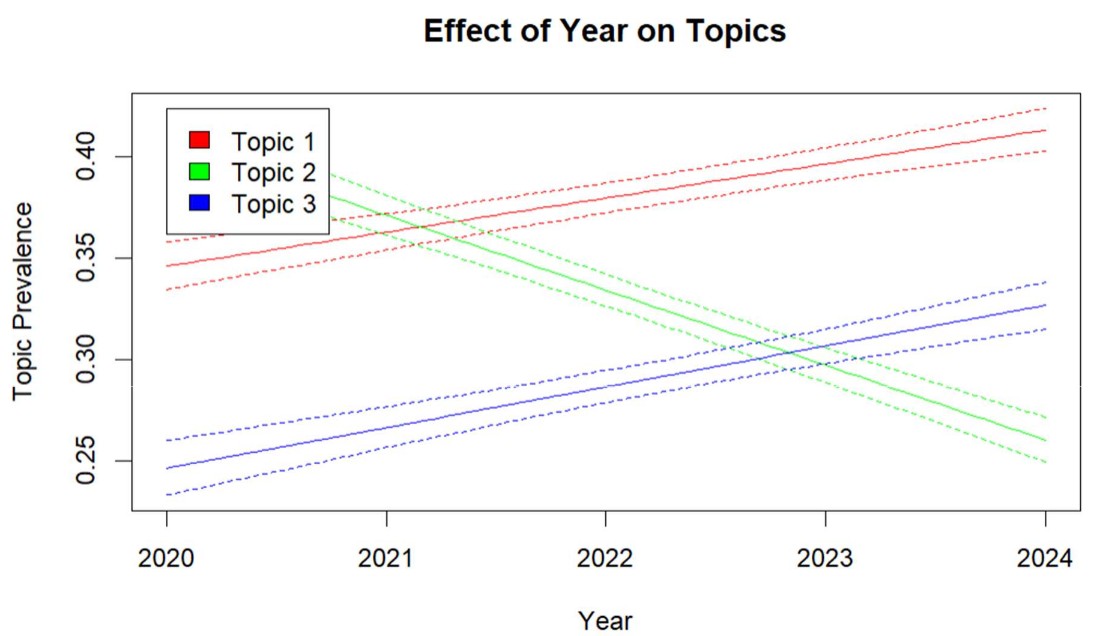 Effect of Year on Topics
Topic 1
Topic 2
Topic 3
Topic Prevalence
0.40
0.35
0.30
0.25
2020 2021 2022 2023 2024
Year